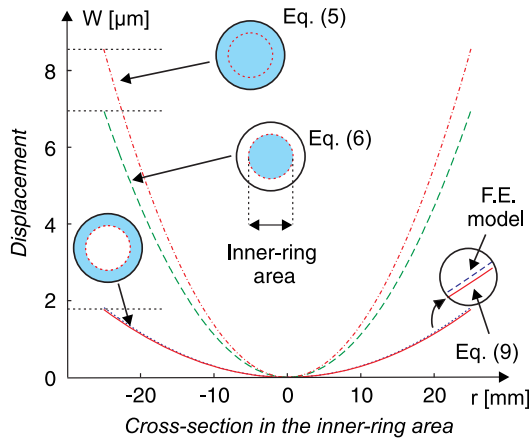 W [µm]
Eq. (5)
8
Eq. (6)
6
Displacement
4
F.E.
model
Inner-ring
area
2
Eq. (9)
0
-20
-10
0
10
20
r [mm]
Cross-section in the inner-ring area